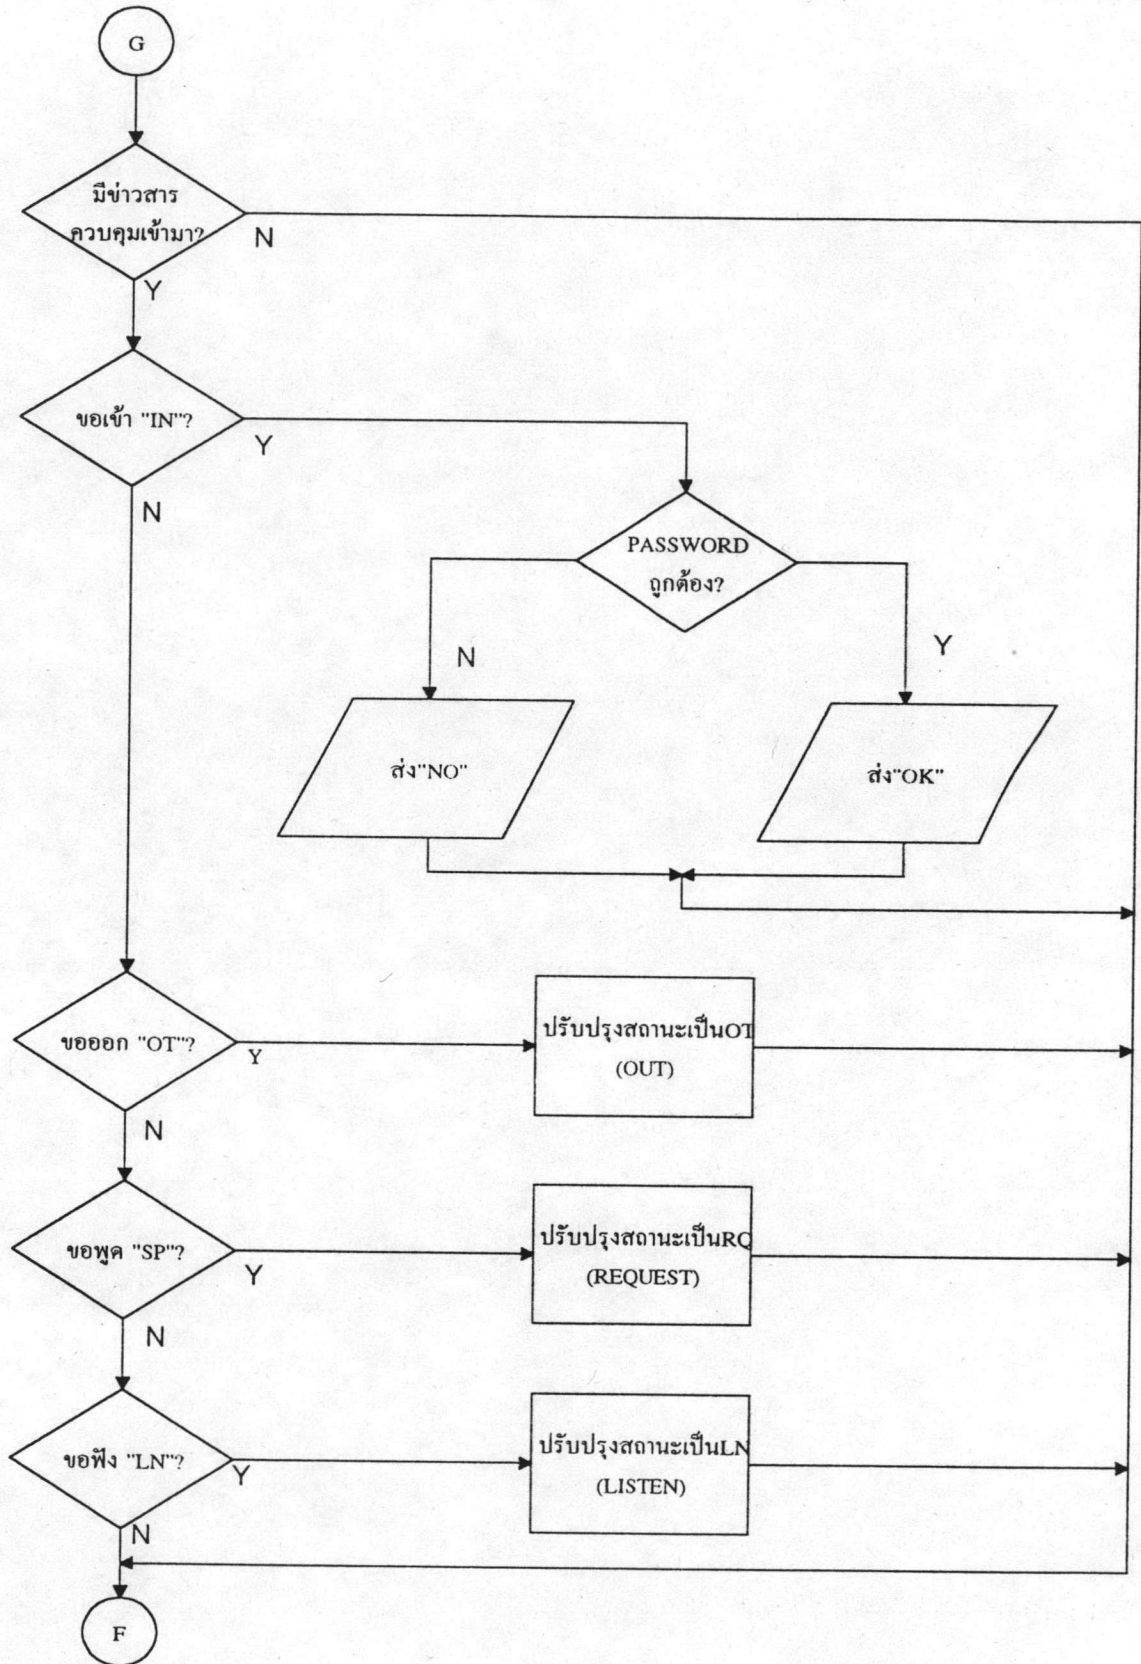 G
มีข่าวสาร
ควบคุมเข้ามา?
N
Y
ขอเข้า "IN"?
Y
N
PASSWORD
ถูกต้อง?
N
Y
ส่ง"NO"
ส่ง"OK"
ขอออก "OT"?
Y
ปรับปรุงสถานะเป็นOT
(OUT)
N
ขอพูด "SP"?
Y
ปรับปรุงสถานะเป็นRQ
(REQUEST)
N
ขอฟัง "LN"?
Y
ปรับปรุงสถานะเป็นLN
(LISTEN)
N
F